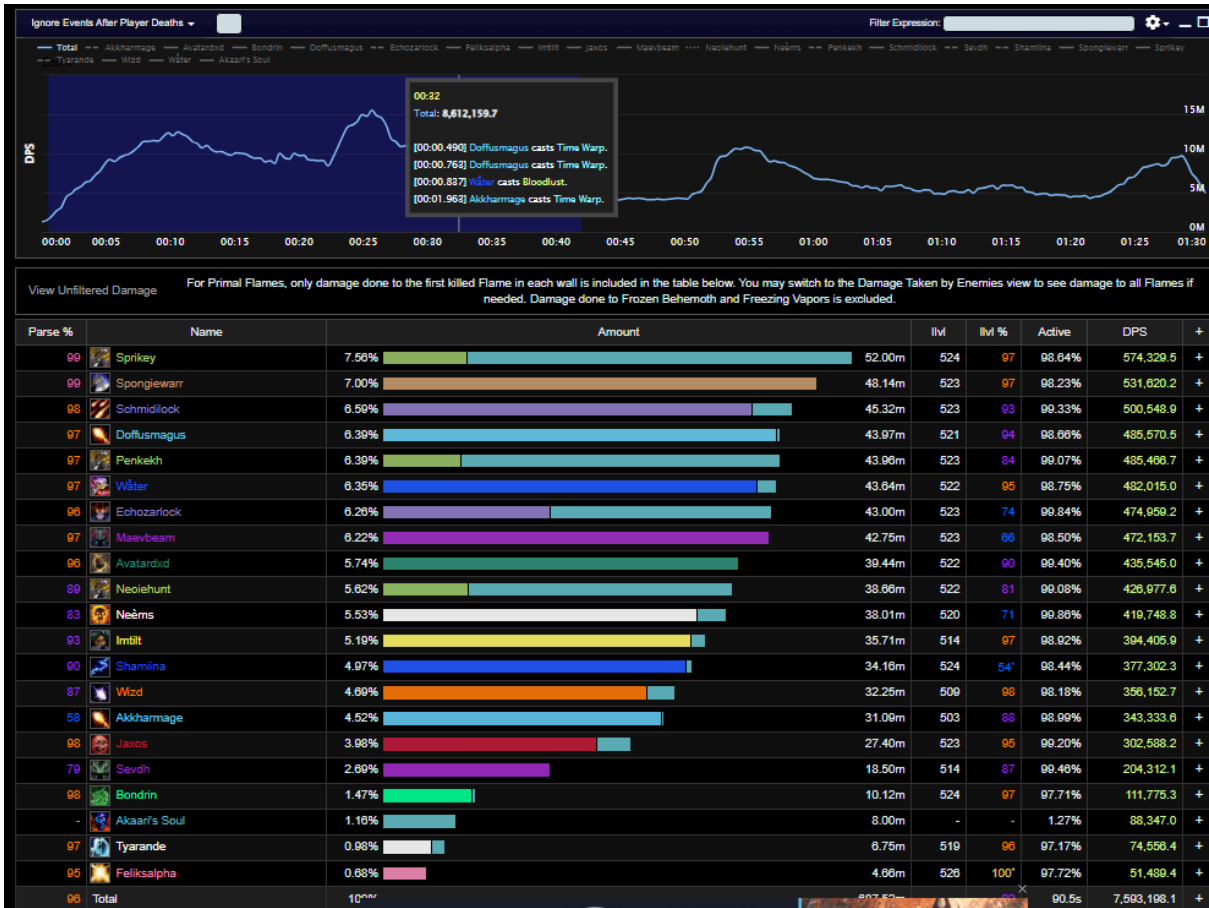 Ignore Events After Player Deaths
Filter Expression:
Total Akkharmage Avatardxd Bondrin Doffusmagus Echozarlock Feliksalpha Imtilt Jaxos Maevbeam Neoiehunt Neèms Penkekh Schmidilock Sevdh Shamiina Spongiewarr Sprikey
Tyarande Wizd Wåter Akaari's Soul
00:32
Total: 8,612,159.7
[00:00.490] Doffusmagus casts Time Warp.
[00:00.763] Doffusmagus casts Time Warp.
[00:00.837] Wåter casts Bloodlust.
[00:01.963] Akkharmage casts Time Warp.
DPS
15M
10M
5M
0M
00:00 00:05 00:10 00:15 00:20 00:25 00:30 00:35 00:40 00:45 00:50 00:55 01:00 01:05 01:10 01:15 01:20 01:25 01:30
View Unfiltered Damage
For Primal Flames, only damage done to the first killed Flame in each wall is included in the table below. You may switch to the Damage Taken by Enemies view to see damage to all Flames if
needed. Damage done to Frozen Behemoth and Freezing Vapors is excluded.
Parse % Name Amount Ilvl Ilvl % Active DPS +
99 Sprikey 7.56% 52.00m 524 97 98.64% 574,329.5 +
99 Spongiewarr 7.00% 48.14m 523 97 98.23% 531,620.2 +
98 Schmidilock 6.59% 45.32m 523 93 99.33% 500,548.9 +
97 Doffusmagus 6.39% 43.97m 521 94 98.66% 485,570.5 +
97 Penkekh 6.39% 43.96m 523 84 99.07% 485,466.7 +
97 Wåter 6.35% 43.64m 522 95 98.75% 482,015.0 +
96 Echozarlock 6.26% 43.00m 523 74 99.84% 474,959.2 +
97 Maevbeam 6.22% 42.75m 523 66 98.50% 472,153.7 +
96 Avatardxd 5.74% 39.44m 522 90 99.40% 435,545.0 +
89 Neoiehunt 5.62% 38.66m 522 81 99.08% 426,977.6 +
83 Neèms 5.53% 38.01m 520 71 99.86% 419,748.8 +
93 Imtilt 5.19% 35.71m 514 97 98.92% 394,405.9 +
90 Shamiina 4.97% 34.16m 524 54* 98.44% 377,302.3 +
87 Wizd 4.69% 32.25m 509 98 98.18% 356,152.7 +
58 Akkharmage 4.52% 31.09m 503 88 98.99% 343,333.6 +
98 Jaxos 3.98% 27.40m 523 95 99.20% 302,588.2 +
79 Sevdh 2.69% 18.50m 514 87 99.46% 204,312.1 +
98 Bondrin 1.47% 10.12m 524 97 97.71% 111,775.3 +
- Akaari's Soul 1.16% 8.00m - - 1.27% 88,347.0 +
97 Tyarande 0.98% 6.75m 519 96 97.17% 74,556.4 +
95 Feliksalpha 0.68% 4.66m 526 100* 97.72% 51,489.4 +
96 Total 90.5s 7,593,198.1 +